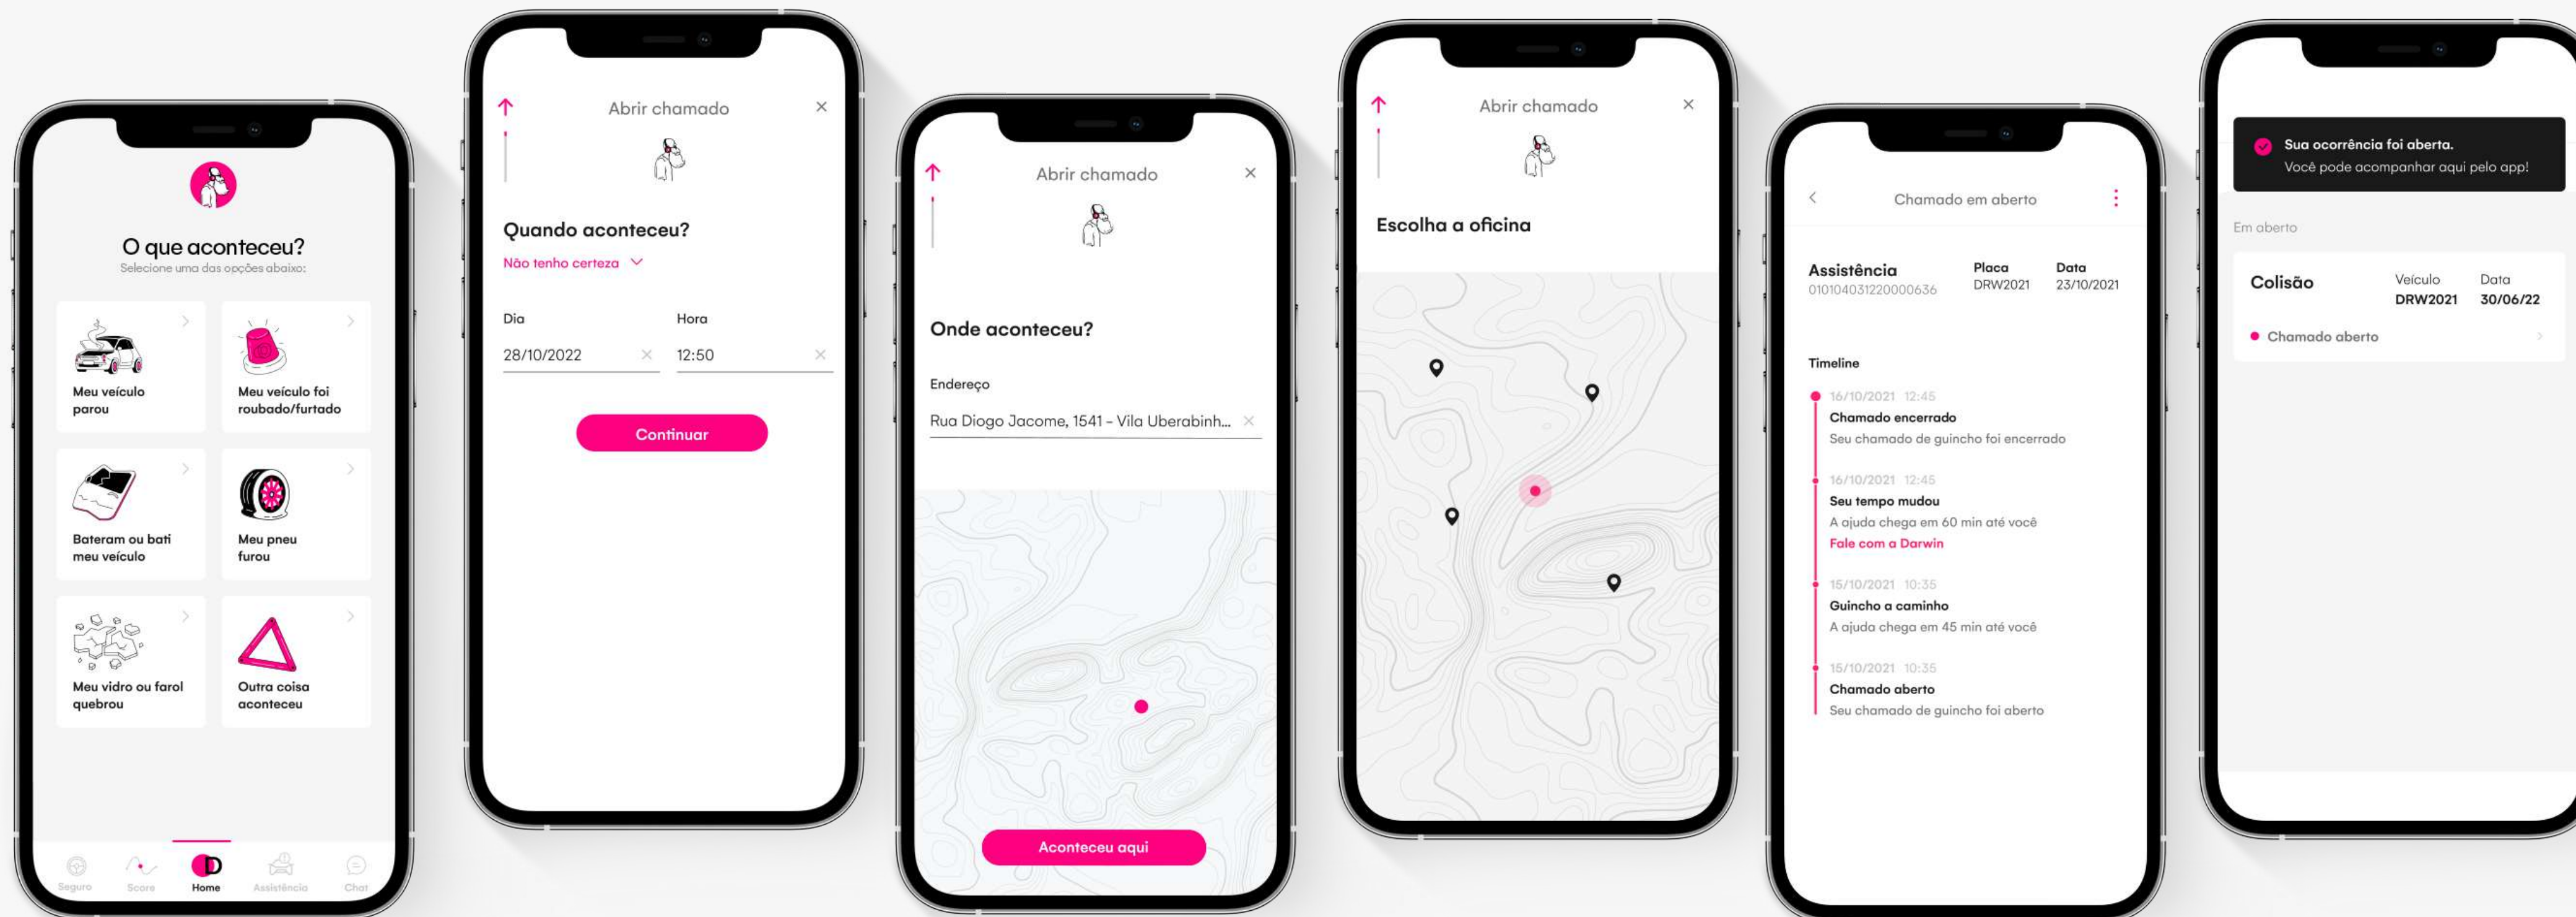 O que aconteceu?
Selecione uma das opções abaixo:
Meu veículo
parou
Meu veículo foi
roubado/furtado
Bateram ou bati
meu veículo
Meu pneu
furou
Meu vidro ou farol
quebrou
Outra coisa
aconteceu
Seguro
Score
D
Home
Assistência
Chat
Abrir chamado
Quando aconteceu?
Não tenho certeza
Dia
Hora
28/10/2022
12:50
Continuar
Abrir chamado
Onde aconteceu?
Endereço
Rua Diogo Jacome, 1541 – Vila Uberabinh...
Aconteceu aqui
Abrir chamado
Escolha a oficina
Chamado em aberto
Assistência
010104031220000636
Placa
DRW2021
Data
23/10/2021
Timeline
16/10/2021 12:45
Chamado encerrado
Seu chamado de guincho foi encerrado
16/10/2021 12:45
Seu tempo mudou
A ajuda chega em 60 min até você
Fale com a Darwin
15/10/2021 10:35
Guincho a caminho
A ajuda chega em 45 min até você
15/10/2021 10:35
Chamado aberto
Seu chamado de guincho foi aberto
Sua ocorrência foi aberta.
Você pode acompanhar aqui pelo app!
Em aberto
Colisão
Veículo
DRW2021
Data
30/06/22
Chamado aberto